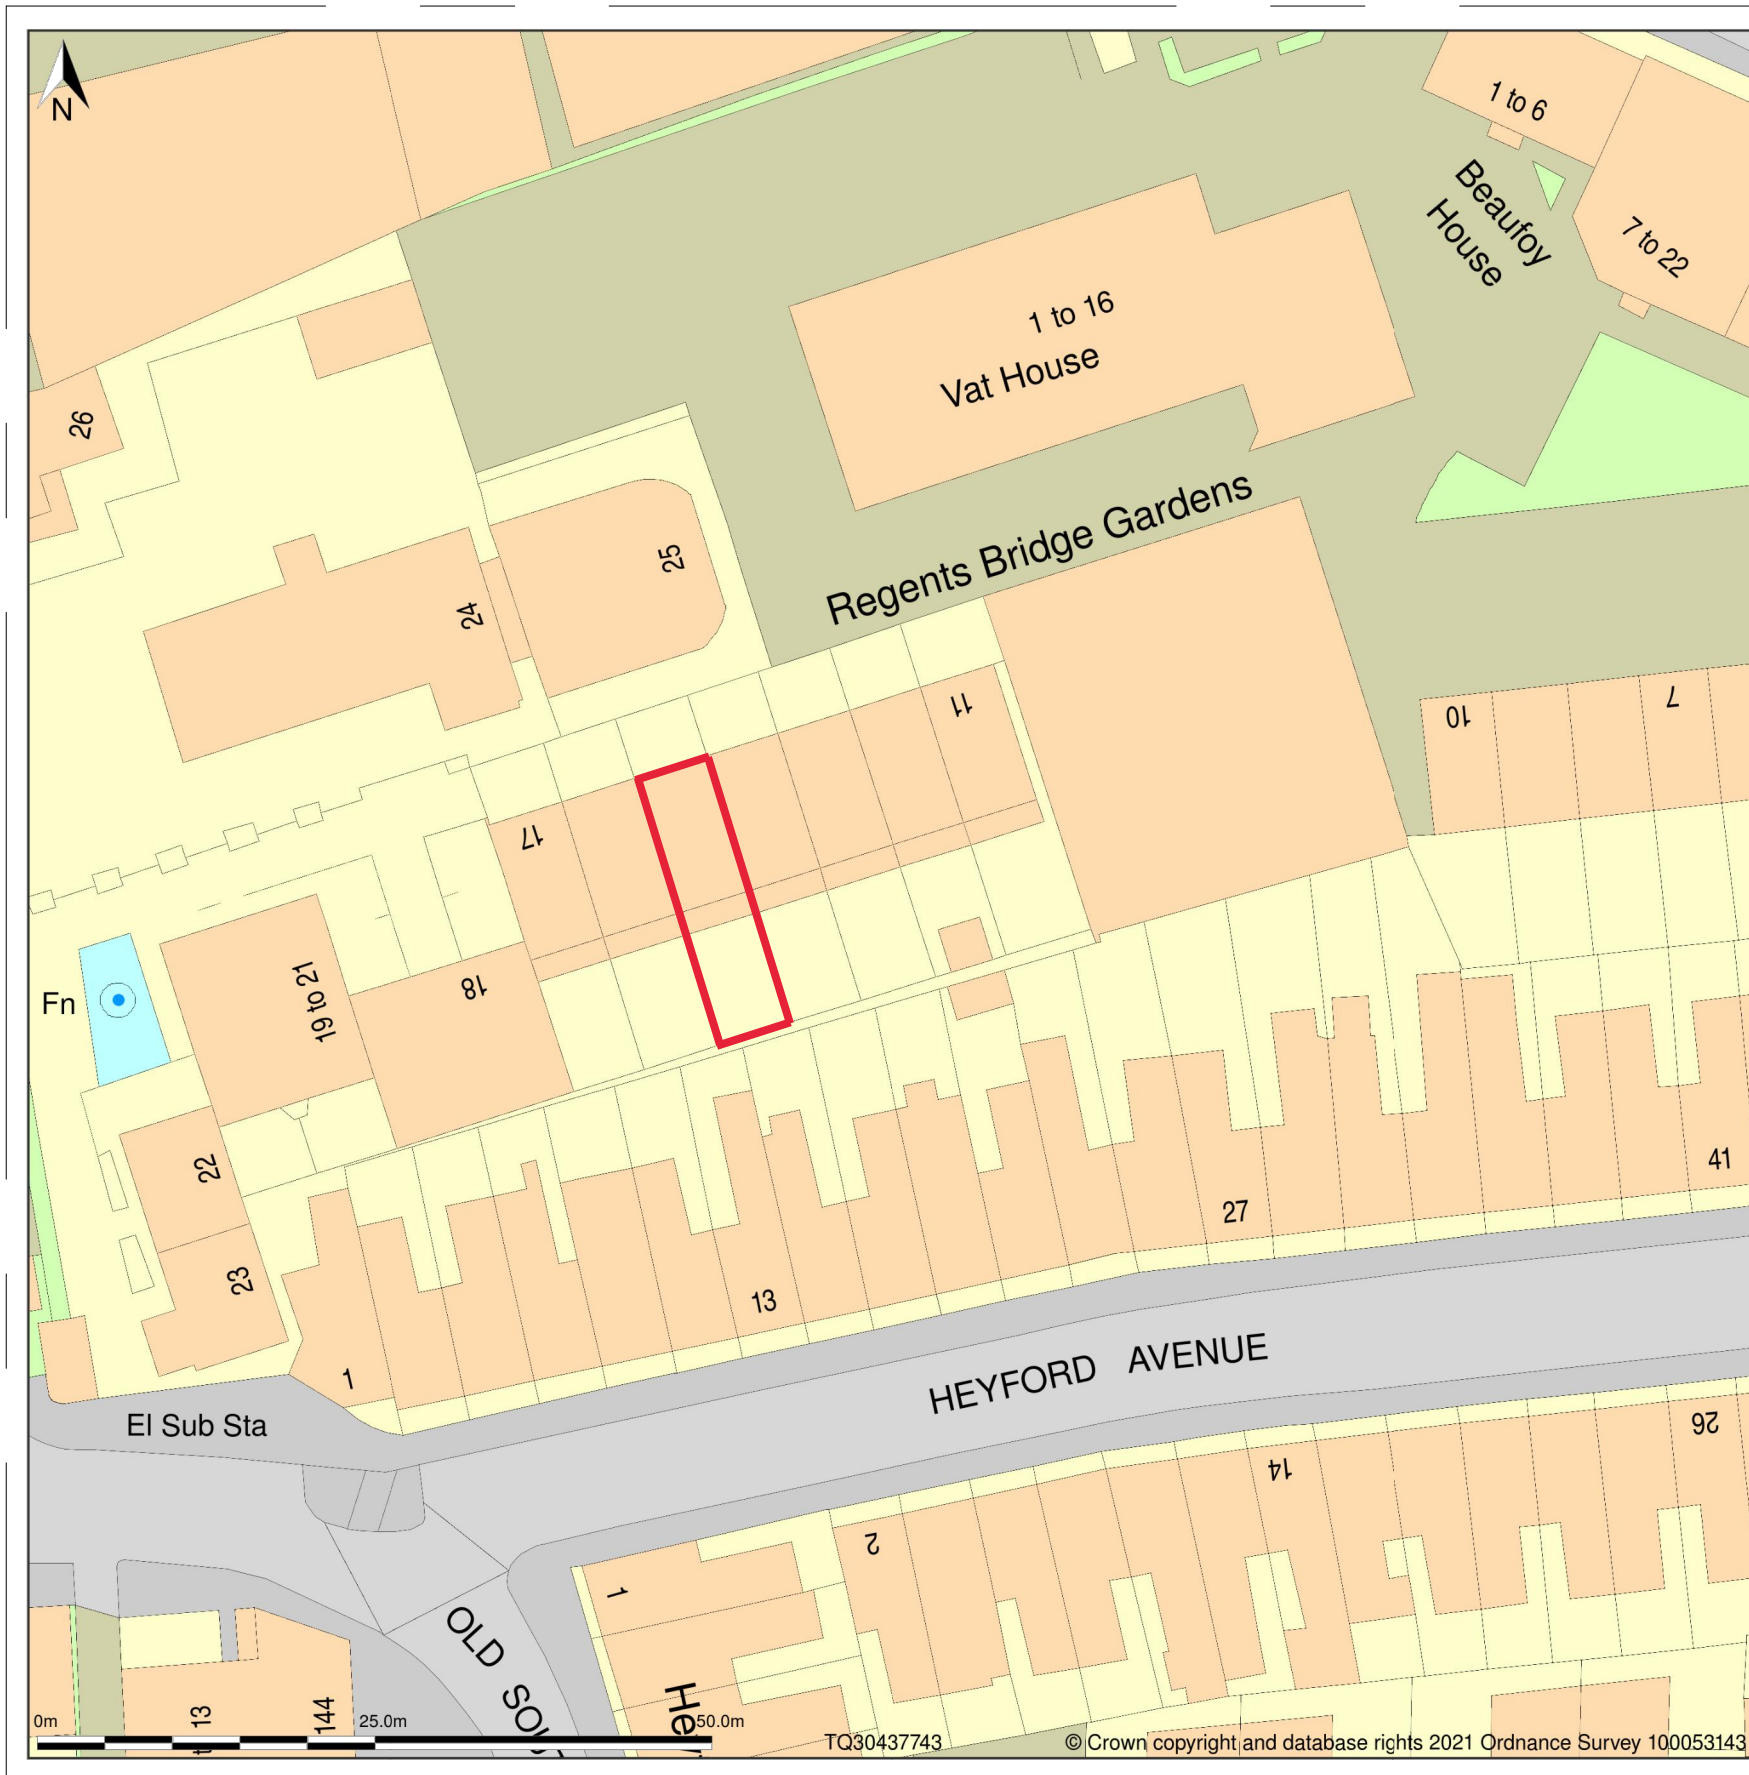 N
1 to 6
Beaufoy
House
7 to 22
1 to 16
Vat House
26
Regents Bridge Gardens
25
24
11
10
7
17
18
19 to 21
Fn
22
23
41
27
13
1
HEYFORD AVENUE
El Sub Sta
26
14
2
1
OLD
13
144
0m
25.0m
50.0m
TQ30437743
© Crown copyright and database rights 2021 Ordnance Survey 100053143